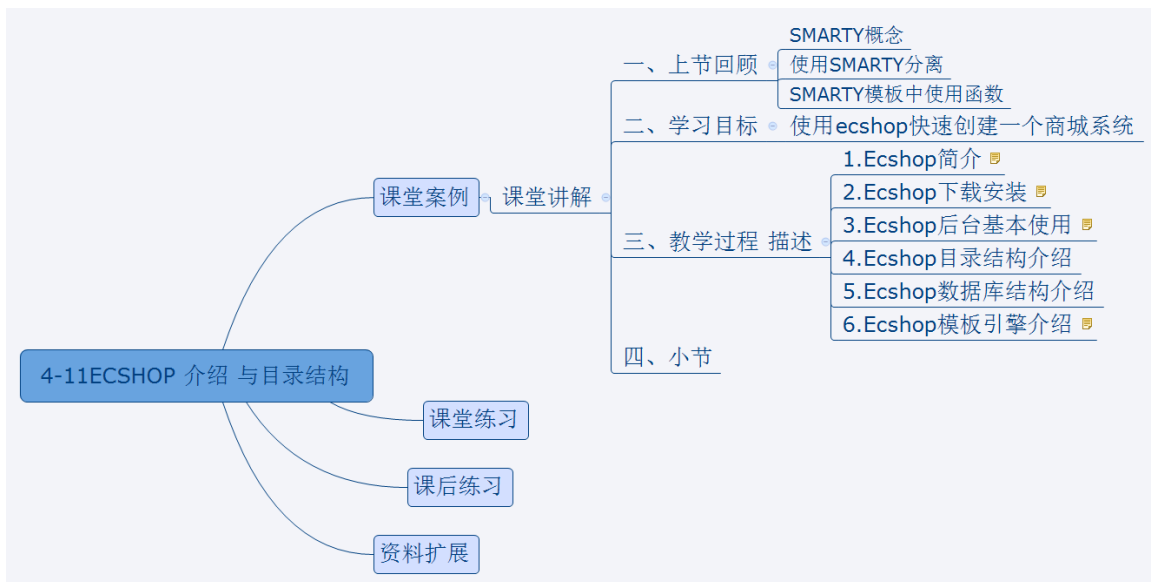 4-11ECSHOP 介绍 与目录结构
课堂案例
课堂讲解
一、上节回顾
SMARTY概念
使用SMARTY分离
SMARTY模板中使用函数
二、学习目标
使用ecshop快速创建一个商城系统
三、教学过程 描述
1.Ecshop简介
2.Ecshop下载安装
3.Ecshop后台基本使用
4.Ecshop目录结构介绍
5.Ecshop数据库结构介绍
6.Ecshop模板引擎介绍
四、小节
课堂练习
课后练习
资料扩展